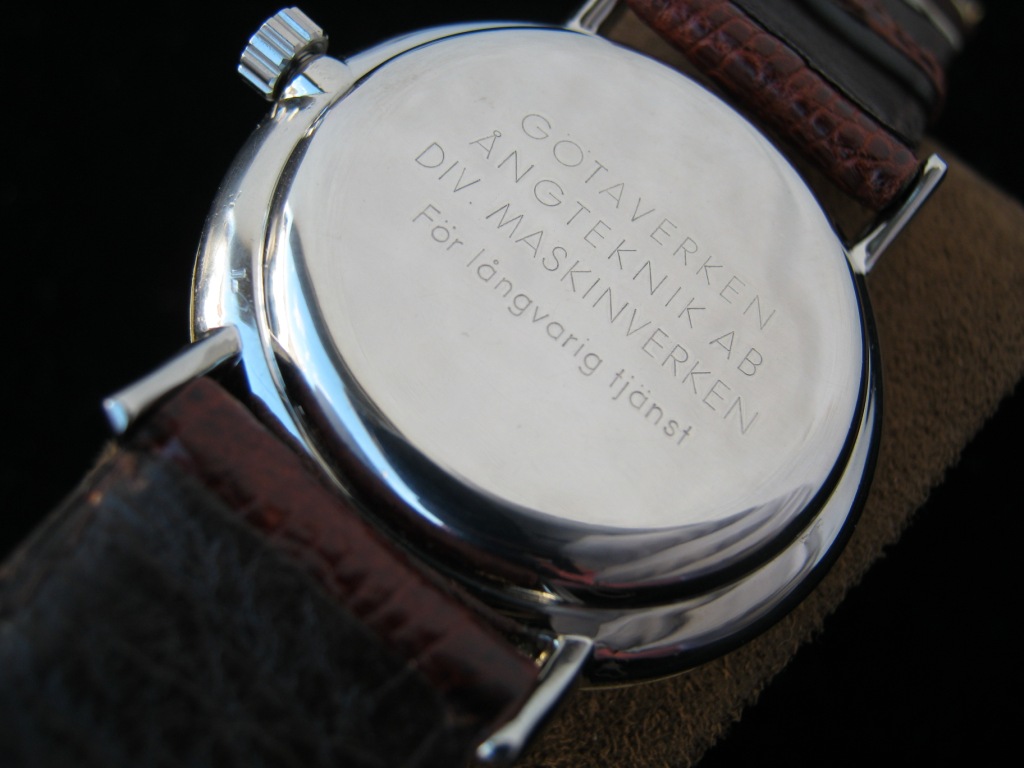 GÖTAVERKEN
ÅNGTEKNIK AB
DIV. MASKINVERKEN
För långvarig tjänst